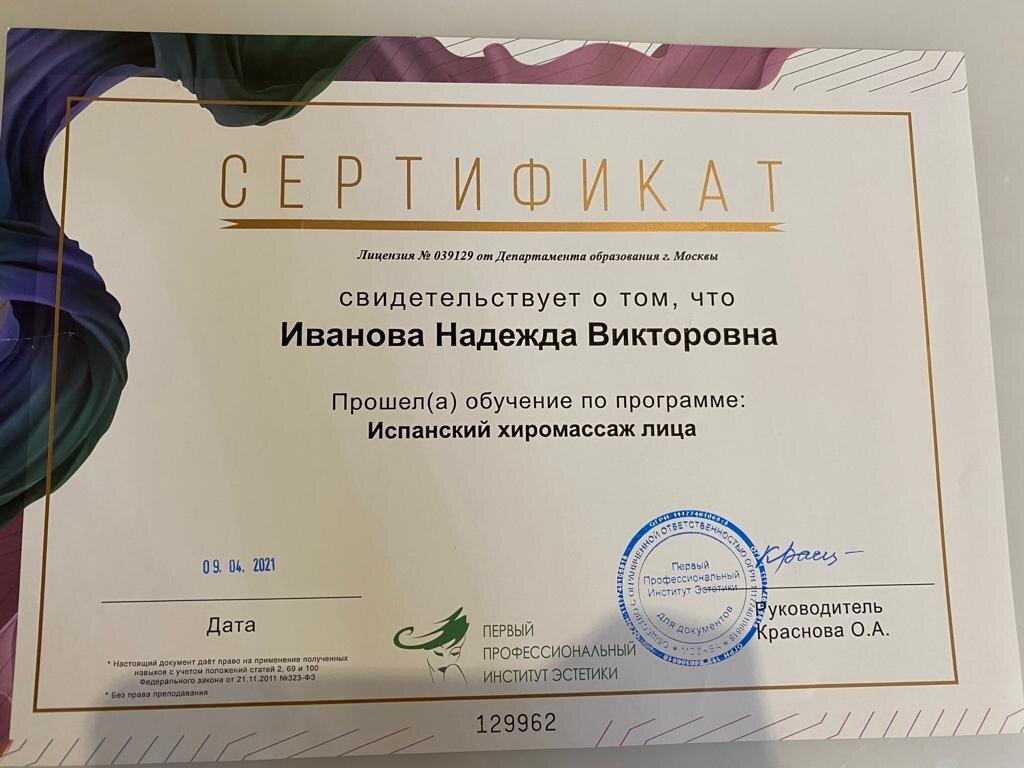 СЕРТИФИКАТ
Лицензия № 039129 от Департамента образования г. Москвы
свидетельствует о том, что
Иванова Надежда Викторовна
Прошел(а) обучение по программе:
Испанский хиромассаж лица
09. 04. 2021
Дата
* Настоящий документ даёт право на применение полученных
навыков с учетом положений статей 2, 69 и 100
Федерального закона от 21.11.2011 №323-ФЗ
* Без права преподавания
ПЕРВЫЙ
ПРОФЕССИОНАЛЬНЫЙ
ИНСТИТУТ ЭСТЕТИКИ
С ОГРАНИЧЕННОЙ ОТВЕТСТВЕННОСТЬЮ
Первый
Профессиональный
Институт Эстетики
для документов
Руководитель
Краснова О.А.
129962